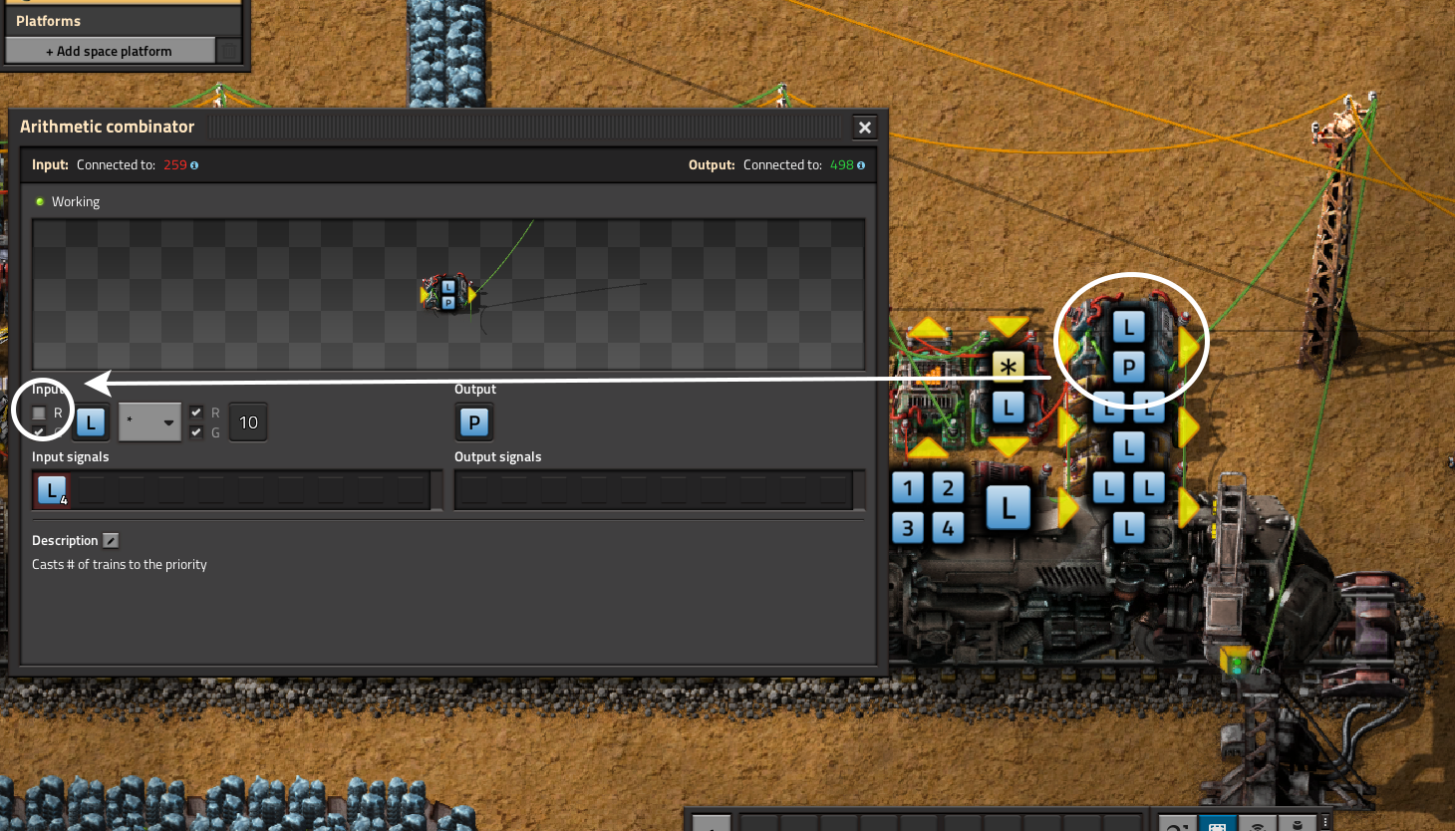 Platforms
+ Add space platform
Arithmetic combinator
Input: Connected to: 259
Output: Connected to: 498
Working
L
P
Input
Output
R
L
*
R
G
10
P
Input signals
Output signals
L
4
Description
Casts # of trains to the priority
L
P
*
L
L L
L
1 2
3 4
L
L L
L